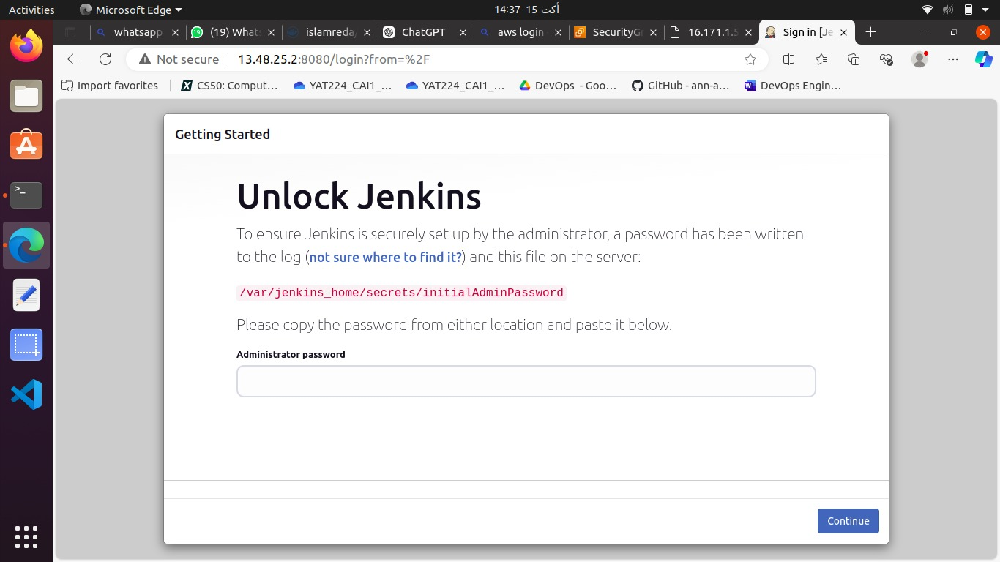 Activities
Microsoft Edge
14:37 15 أكت
whatsapp
(19) What
islamreda
ChatGPT
aws login
SecurityGr
16.171.1.5
Sign in [Je
Not secure
13.48.25.2:8080/login?from=%2F
Import favorites
CS50: Comput...
YAT224_CAI1_...
YAT224_CAI1_...
DevOps - Goo...
GitHub - ann-a...
DevOps Engin...
Getting Started
Unlock Jenkins
To ensure Jenkins is securely set up by the administrator, a password has been written
to the log (not sure where to find it?) and this file on the server:
/var/jenkins_home/secrets/initialAdminPassword
Please copy the password from either location and paste it below.
Administrator password
Continue